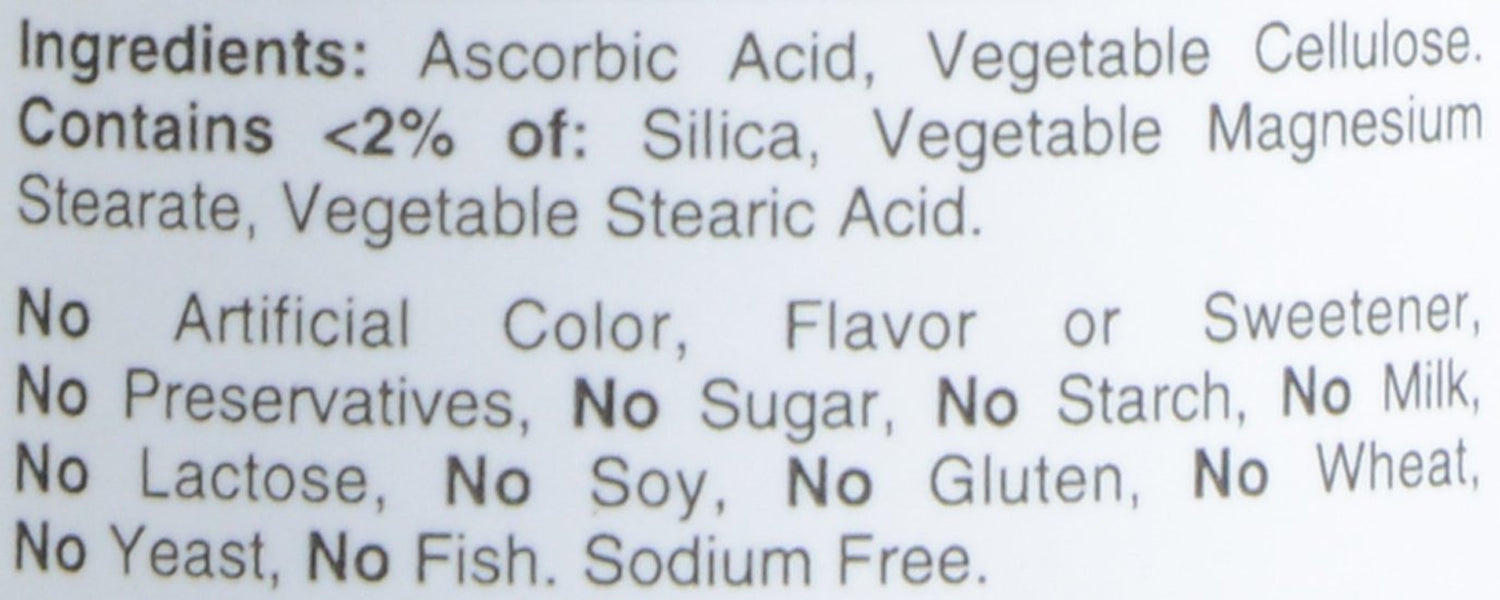 Ingredients: Ascorbic Acid, Vegetable Cellulose.
Contains <2% of: Silica, Vegetable Magnesium
Stearate, Vegetable Stearic Acid.
No Artificial Color, Flavor or Sweetener,
No Preservatives, No Sugar, No Starch, No Milk,
No Lactose, No Soy, No Gluten, No Wheat,
No Yeast, No Fish. Sodium Free.